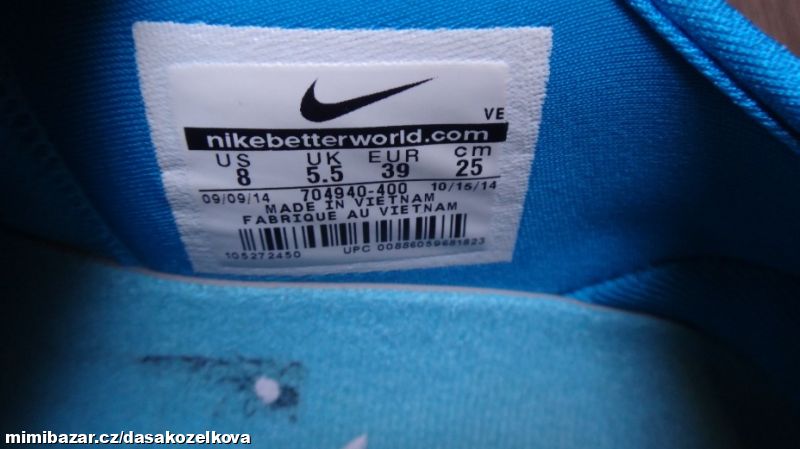 VE
nikebetterworld.com
US UK EUR cm
8 5.5 39 25
09/09/14 704940-400 10/15/14
MADE IN VIETNAM
FABRIQUE AU VIETNAM
105272450 UPC 00886059681823
mimibazar.cz/dasakozelkova